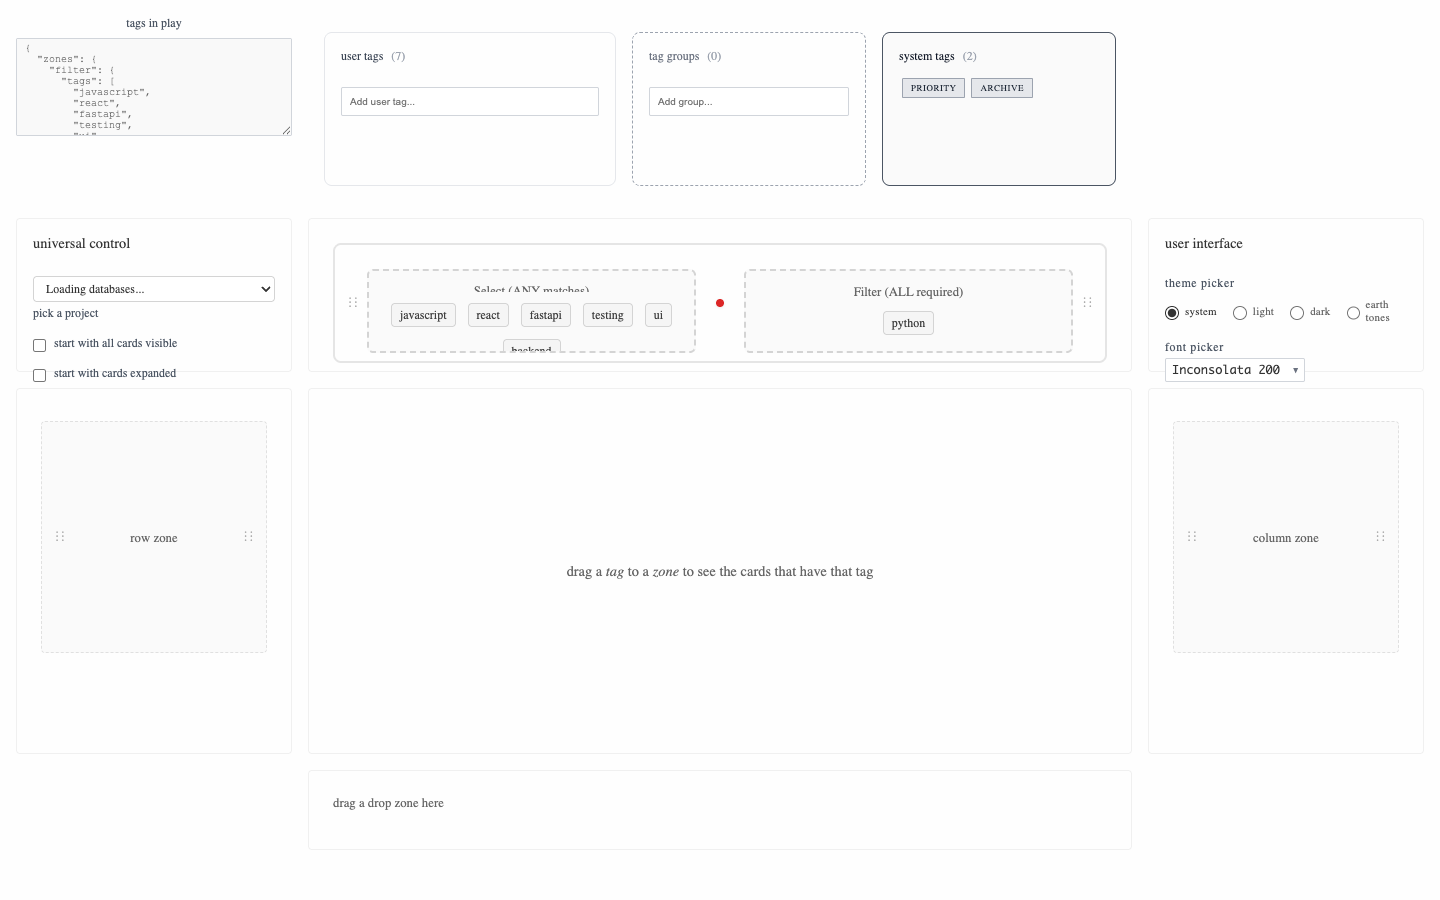 tags in play
{
"zones": {
"filter": {
"tags": [
"javascript",
"react",
"fastapi",
"testing",
user tags (7)
Add user tag...
tag groups (0)
Add group...
system tags (2)
PRIORITY ARCHIVE
universal control
Loading databases...
pick a project
start with all cards visible
start with cards expanded
Select (ANY matches)
javascript react fastapi testing ui
backend
Filter (ALL required)
python
user interface
theme picker
system light dark earth tones
font picker
Inconsolata 200
row zone
drag a tag to a zone to see the cards that have that tag
column zone
drag a drop zone here